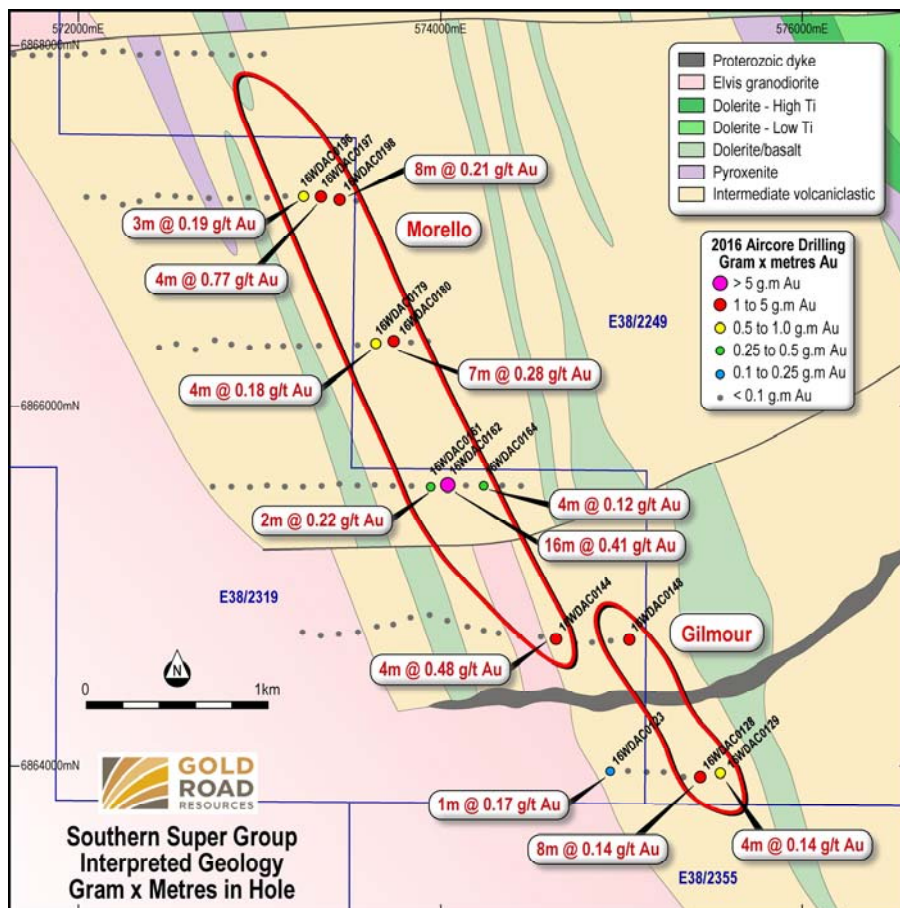 572000mE
574000mE
576000mE
6868000mN
Proterozoic dyke
Elvis granodiorite
Dolerite - High Ti
Dolerite - Low Ti
Dolerite/basalt
Pyroxenite
Intermediate volcaniclastic
16WDAC0196
16WDAC0197
16WDAC0198
8m @ 0.21 g/t Au
3m @ 0.19 g/t Au
Morello
4m @ 0.77 g/t Au
2016 Aircore Drilling
Gram x metres Au
> 5 g.m Au
1 to 5 g.m Au
0.5 to 1.0 g.m Au
0.25 to 0.5 g.m Au
0.1 to 0.25 g.m Au
< 0.1 g.m Au
16WDAC0179
16WDAC0180
E38/2249
4m @ 0.18 g/t Au
7m @ 0.28 g/t Au
6866000mN
16WDAC0161
16WDAC0162
16WDAC0164
2m @ 0.22 g/t Au
4m @ 0.12 g/t Au
16m @ 0.41 g/t Au
E38/2319
16WDAC0144
16WDAC0148
Gilmour
4m @ 0.48 g/t Au
N
0
1km
16WDAC0123
16WDAC0128
16WDAC0129
6864000mN
GOLD
ROAD
RESOURCES
1m @ 0.17 g/t Au
8m @ 0.14 g/t Au
4m @ 0.14 g/t Au
Southern Super Group
Interpreted Geology
Gram x Metres in Hole
E38/2355